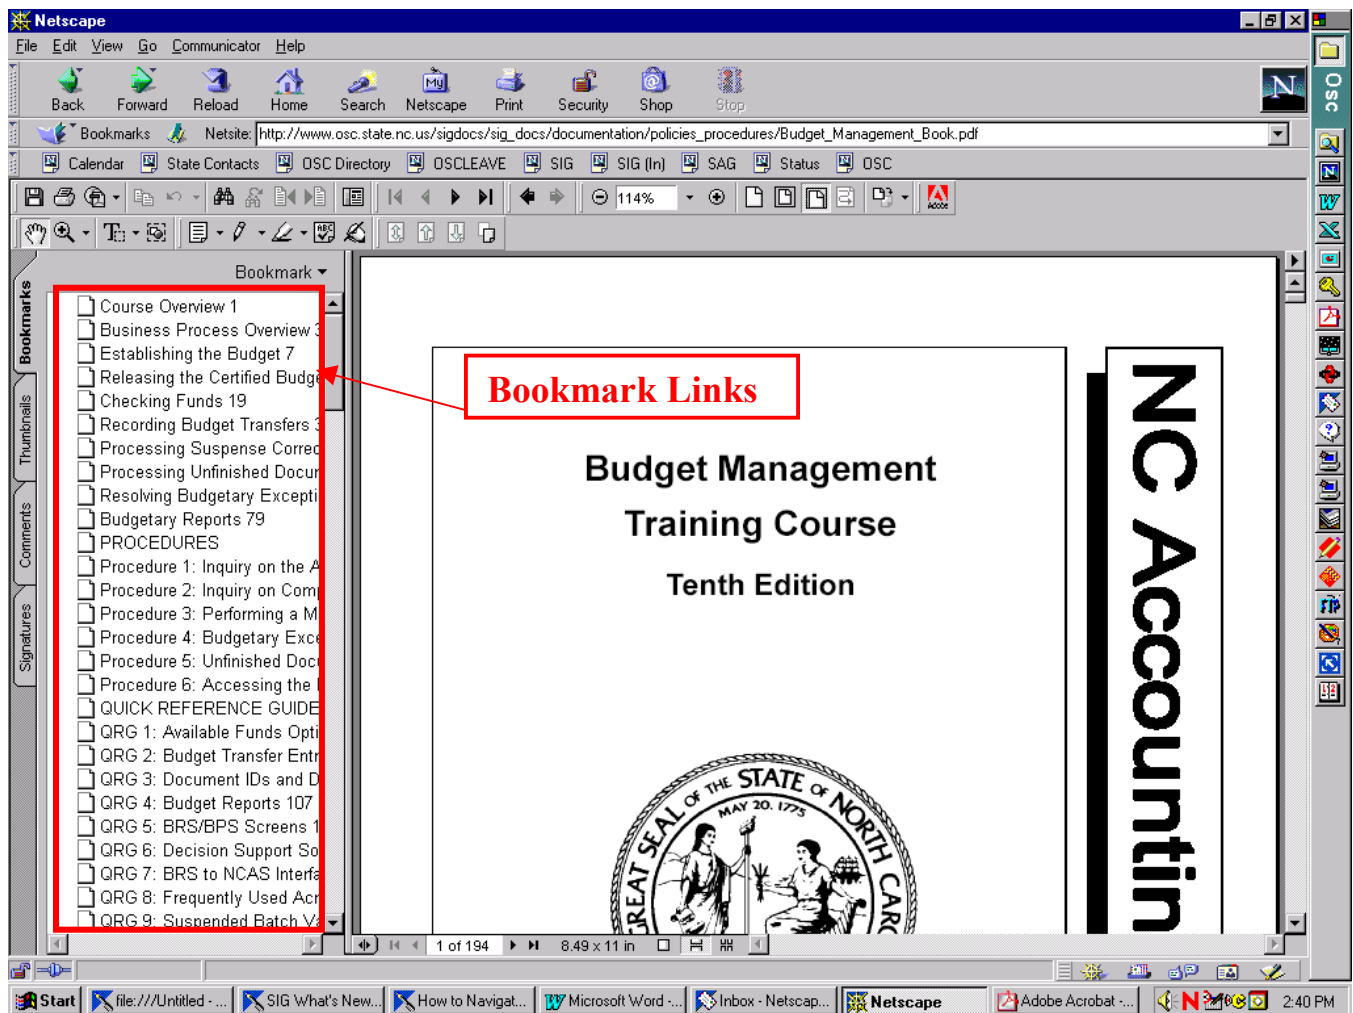 Netscape
File Edit View Go Communicator Help
Back Forward Reload Home Search Netscape Print Security Shop Stop
My
N
Bookmarks Netsite: http://www.osc.state.nc.us/sigdocs/sig_docs/documentation/policies_procedures/Budget_Management_Book.pdf
Calendar State Contacts OSC Directory OSCLEAVE SIG SIG (In) SAG Status OSC
114%
Adobe
Osc
Bookmark
Bookmarks
Thumbnails
Comments
Signatures
Course Overview 1
Business Process Overview 3
Establishing the Budget 7
Releasing the Certified Budge
Checking Funds 19
Recording Budget Transfers 3
Processing Suspense Correc
Processing Unfinished Docur
Resolving Budgetary Excepti
Budgetary Reports 79
PROCEDURES
Procedure 1: Inquiry on the A
Procedure 2: Inquiry on Comp
Procedure 3: Performing a M
Procedure 4: Budgetary Exce
Procedure 5: Unfinished Docu
Procedure 6: Accessing the
QUICK REFERENCE GUIDE
QRG 1: Available Funds Opti
QRG 2: Budget Transfer Entr
QRG 3: Document IDs and D
QRG 4: Budget Reports 107
QRG 5: BRS/BPS Screens 1
QRG 6: Decision Support So
QRG 7: BRS to NCAS Interfa
QRG 8: Frequently Used Acr
QRG 9: Suspended Batch Va
Bookmark Links
Budget Management
Training Course
Tenth Edition
NC Accountin
GREAT SEAL OF THE STATE OF NORTH CARO
MAY 20. 1775
1 of 194 8.49 x 11 in
Start file:///Untitled - ... SIG What's New... How to Navigat... Microsoft Word -... Inbox - Netscap... Netscape Adobe Acrobat -... 2:40 PM